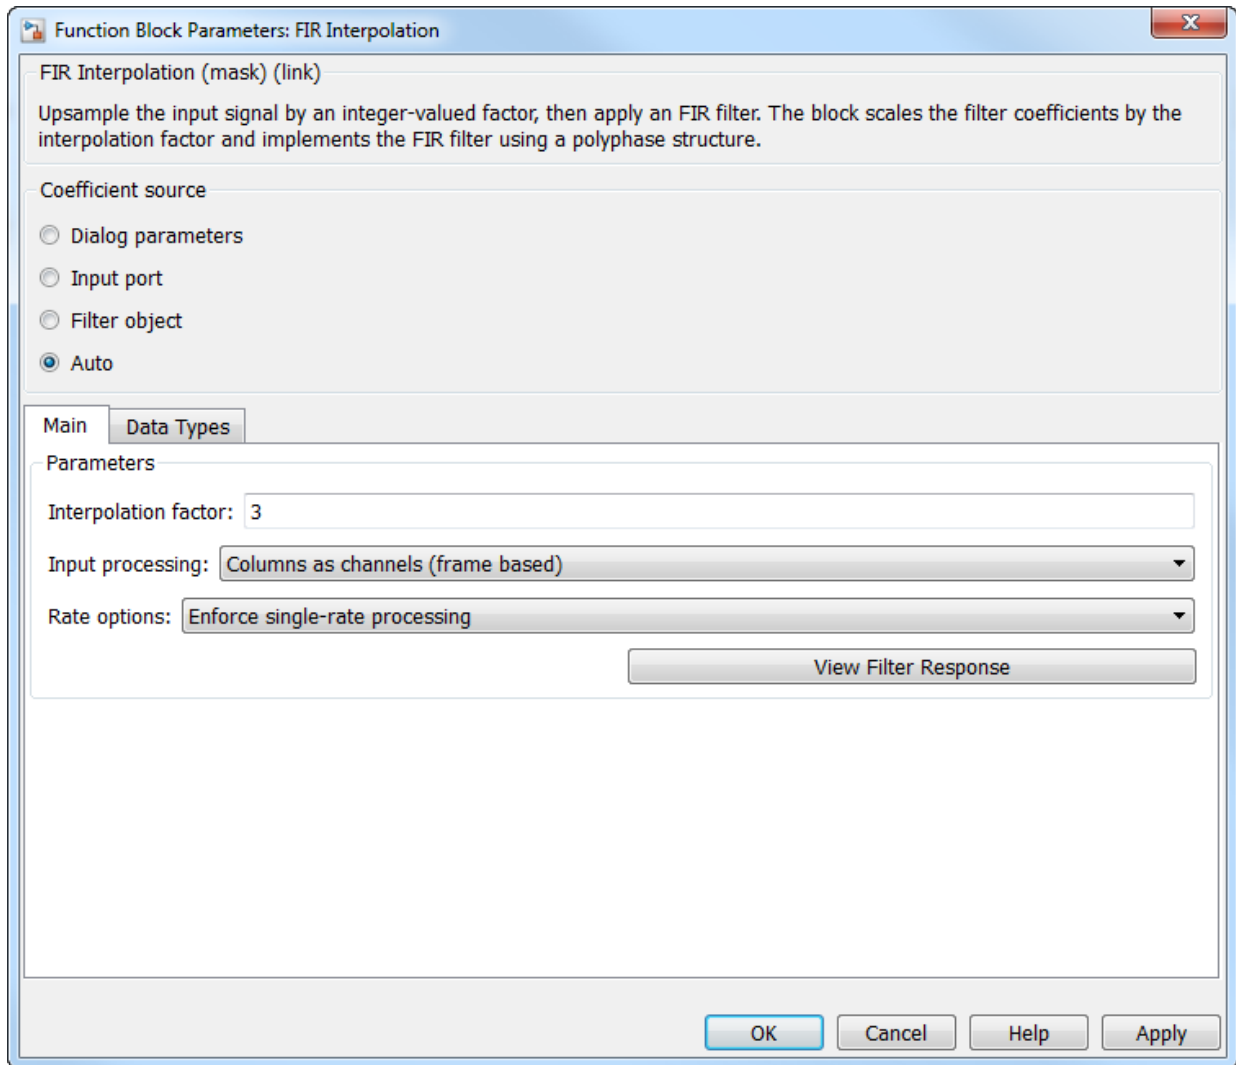 Function Block Parameters: FIR Interpolation
FIR Interpolation (mask) (link)
Upsample the input signal by an integer-valued factor, then apply an FIR filter. The block scales the filter coefficients by the
interpolation factor and implements the FIR filter using a polyphase structure.
Coefficient source
Dialog parameters
Input port
Filter object
Auto
Main Data Types
Parameters
Interpolation factor: 3
Input processing: Columns as channels (frame based)
Rate options: Enforce single-rate processing
View Filter Response
OK Cancel Help Apply